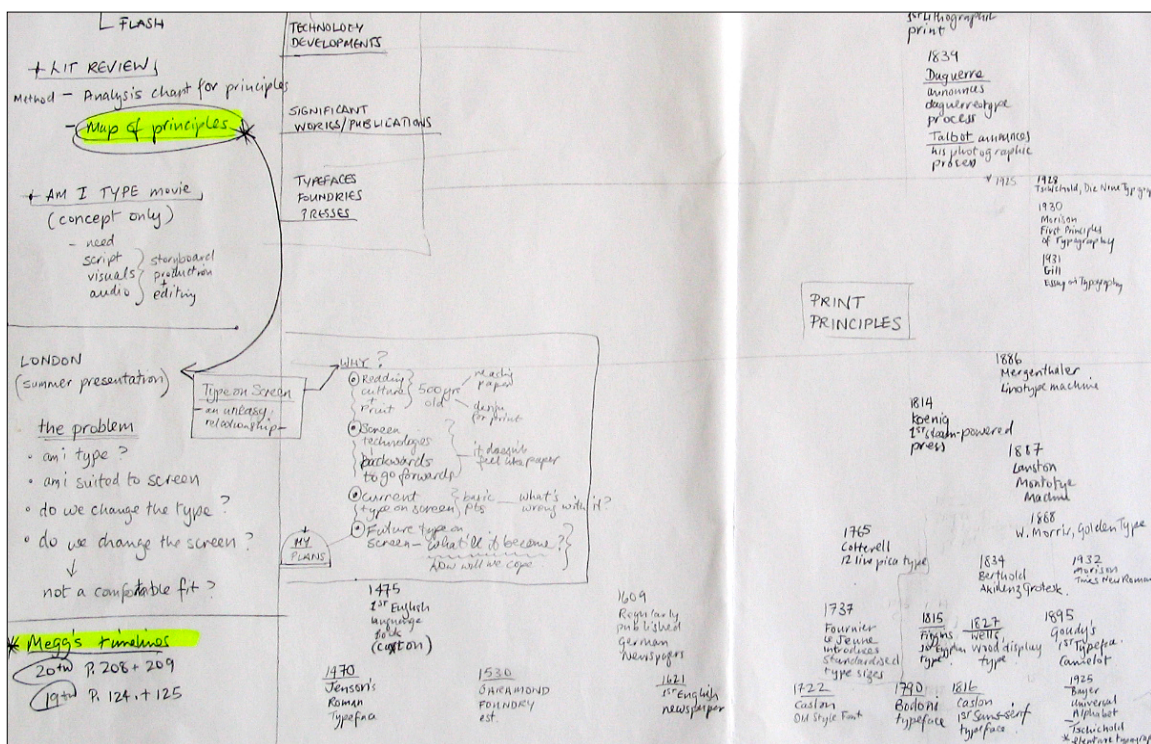 FLASH
LIT REVIEW
Method - Analysis chart for principles
- Map of principles
AM I TYPE movie
(concept only)
- need
script
visuals
audio
storyboard
production
+
editing
LONDON
(summer presentation)
the problem
• am i type ?
• am i suited to screen
• do we change the type ?
• do we change the screen ?
not a comfortable fit ?
* Megg's timelines
20th P. 208 + 209
19th P. 124 + 125
TECHNOLOGY
DEVELOPMENTS
SIGNIFICANT
WORKS/PUBLICATIONS
TYPEFACES
FOUNDRIES
PRESSES
Type on Screen
- an uneasy
relationship -
WHY ?
Reading
culture
+
Print
500 yrs
old
reading
paper
design
for print
Screen
technologies
backwards
to go forwards
it doesn't
feel like paper
Current
type on screen
basic
pts
what's
wrong with it?
Future type on
screen - what'll it become?
how will we cope
MY
PLANS
1475
1st English
language
book
(Caxton)
1470
Jenson's
Roman
Typeface
1530
GARAMOND
FOUNDRY
est.
1609
Regularly
published
German
Newspapers
1621
1st English
newspaper
1st Lithographic
print
1839
Daguerre
announces
daguerreotype
process
Talbot announces
his photographic
process
1925
1928
Tschichold, Die Neue Typogra
1930
Morison
First Principles
of Typography
1931
Gill
Essay on Typography
PRINT
PRINCIPLES
1886
Mergenthaler
Linotype machine
1814
Koenig
1st steam-powered
press
1887
Lanston
Monotype
Machine
1888
W. Morris, Golden Type
1765
Cotterell
12 line pica type
1834
Berthold
Akidenz Grotesk
1932
Morison
Times New Roman
1737
Fournier
le Jeune
introduces
standardised
type sizes
1815
Figgins
1st Egyptian
type
1827
Wells
wood display
type
1895
Goudy's
1st Typeface
Camelot
1722
Caslon
Old Style Font
1790
Bodoni
typeface
1816
Caslon
1st Sans-serif
typeface
1925
Bayer
universal
Alphabet
- Tschichold